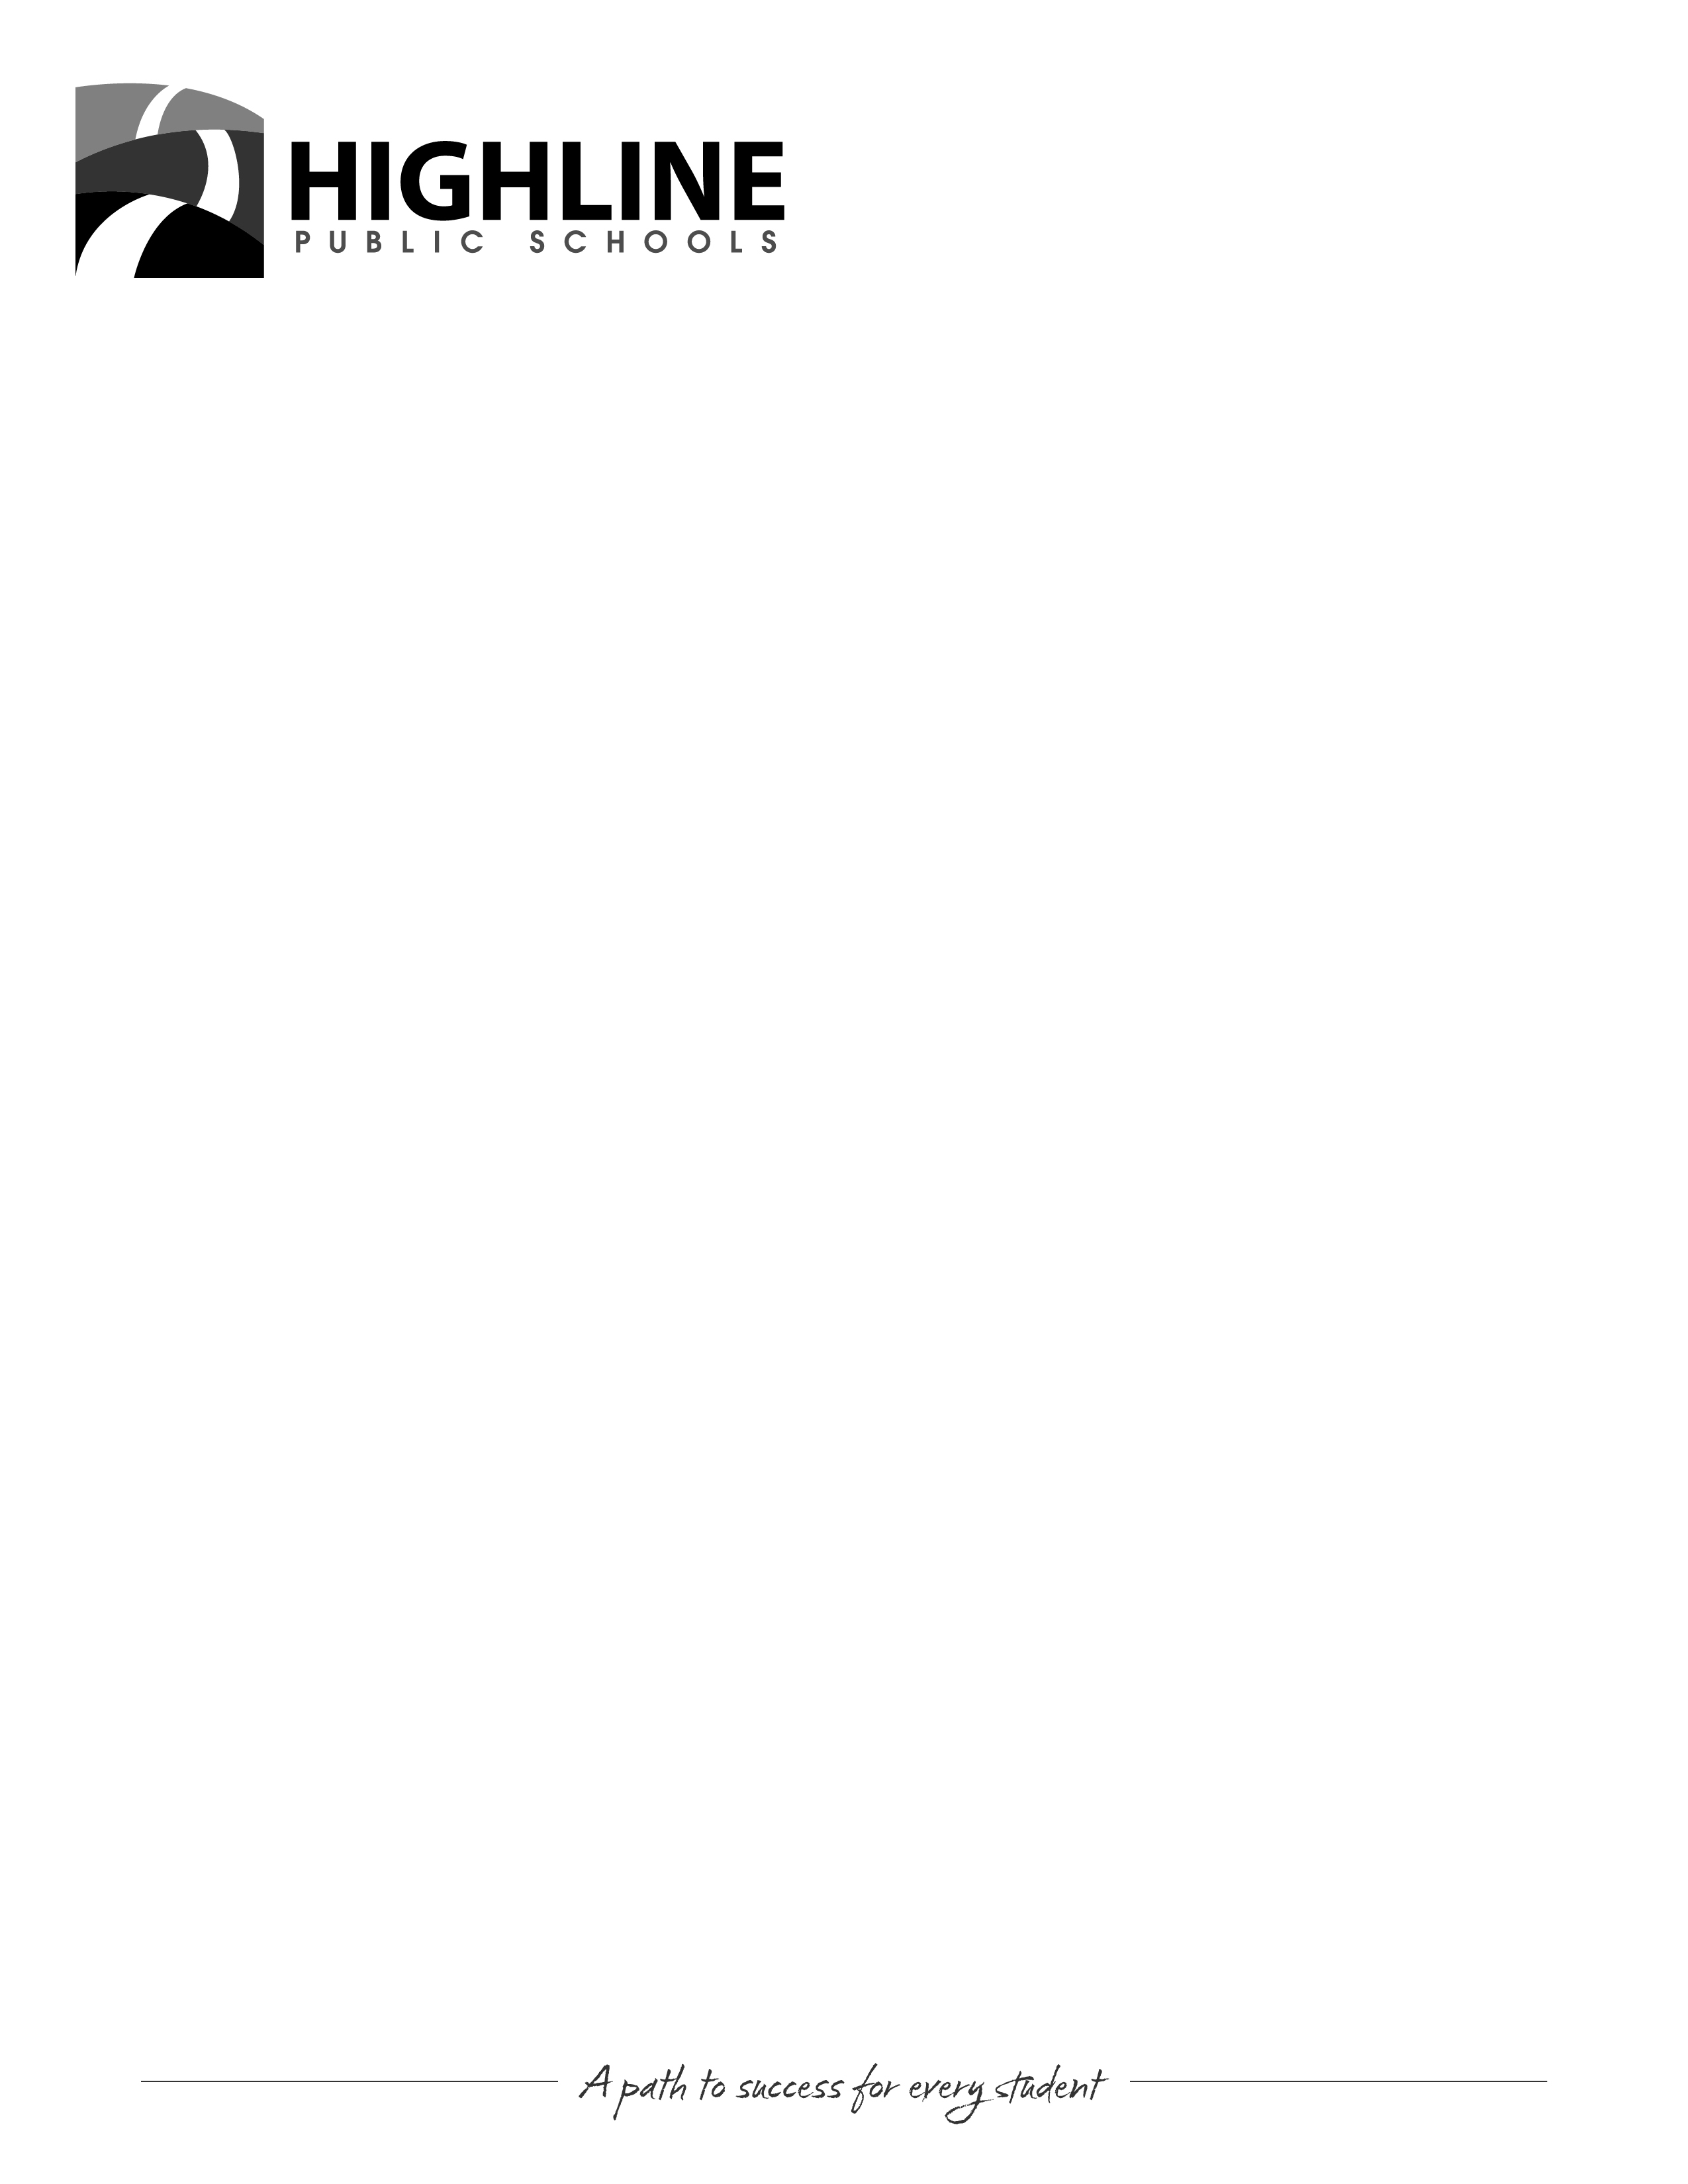 HIGHLINE
PUBLIC SCHOOLS
A path to success for every student